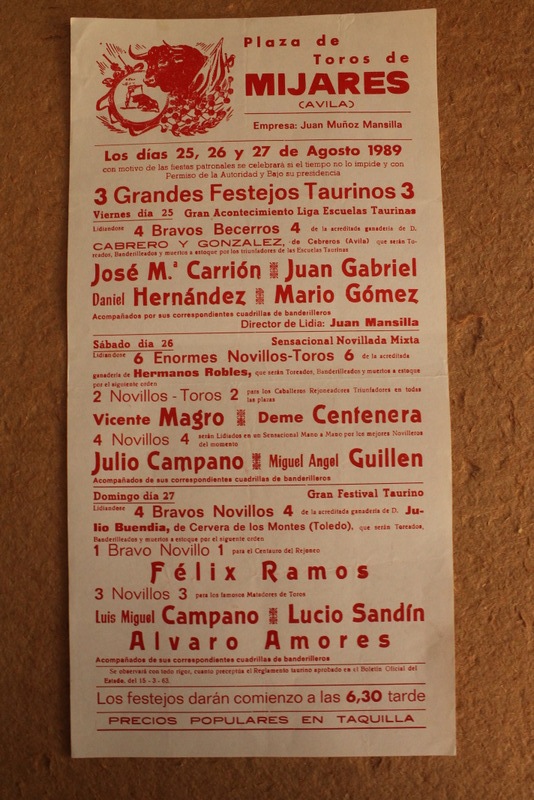 Plaza de
Toros de
MIJARES
(AVILA)
Empresa: Juan Muñoz Mansilla
Los días 25, 26 y 27 de Agosto 1989
con motivo de las fiestas patronales se celebrará si el tiempo no lo impide y con
Permiso de la Autoridad y Bajo su presidencia
3 Grandes Festejos Taurinos 3
Viernes día 25 Gran Acontecimiento Liga Escuelas Taurinas
Lidiandose 4 Bravos Becerros 4 de la acreditada ganadería de D.
CABRERO Y GONZALEZ, de Cebreros (Avila) que serán To-
reados, Banderilleados y muertos a estoque por los triunfadores de las Escuelas Taurinas
José M.ª Carrión Juan Gabriel
Daniel Hernández Mario Gómez
Acompañados por sus correspondientes cuadrillas de banderilleros
Director de Lidia: Juan Mansilla
Sábado día 26 Sensacional Novillada Mixta
Lidiandose 6 Enormes Novillos-Toros 6 de la acreditada
ganadería de Hermanos Robles, que serán Toreados, Banderilleados y muertos a estoque
por el siguiente orden
2 Novillos - Toros 2 para los Caballeros Rejoneadores Triunfadores en todas
las plazas
Vicente Magro Deme Centenera
4 Novillos 4 serán Lidiados en un Sensacional Mano a Mano por los mejores Novilleros
del momento
Julio Campano Miguel Angel Guillen
Acompañados de sus correspondientes cuadrillas de banderilleros
Domingo día 27 Gran Festival Taurino
Lidiandose 4 Bravos Novillos 4 de la acreditada ganadería de D. Ju-
lio Buendia, de Cervera de los Montes (Toledo), que serán Toreados,
Banderilleados y muertos a estoque por el siguente orden
1 Bravo Novillo 1 para el Centauro del Rejoneo
Félix Ramos
3 Novillos 3 para los famosos Matadores de Toros
Luis Miguel Campano Lucio Sandín
Alvaro Amores
Acompañados de sus correspondientes cuadrillas de banderilleros
Se observará con todo rigor, cuanto preceptua el Reglamento taurino aprobado en el Boletín Oficial del
Estado, del 15 - 3 - 62.
Los festejos darán comienzo a las 6,30 tarde
PRECIOS POPULARES EN TAQUILLA